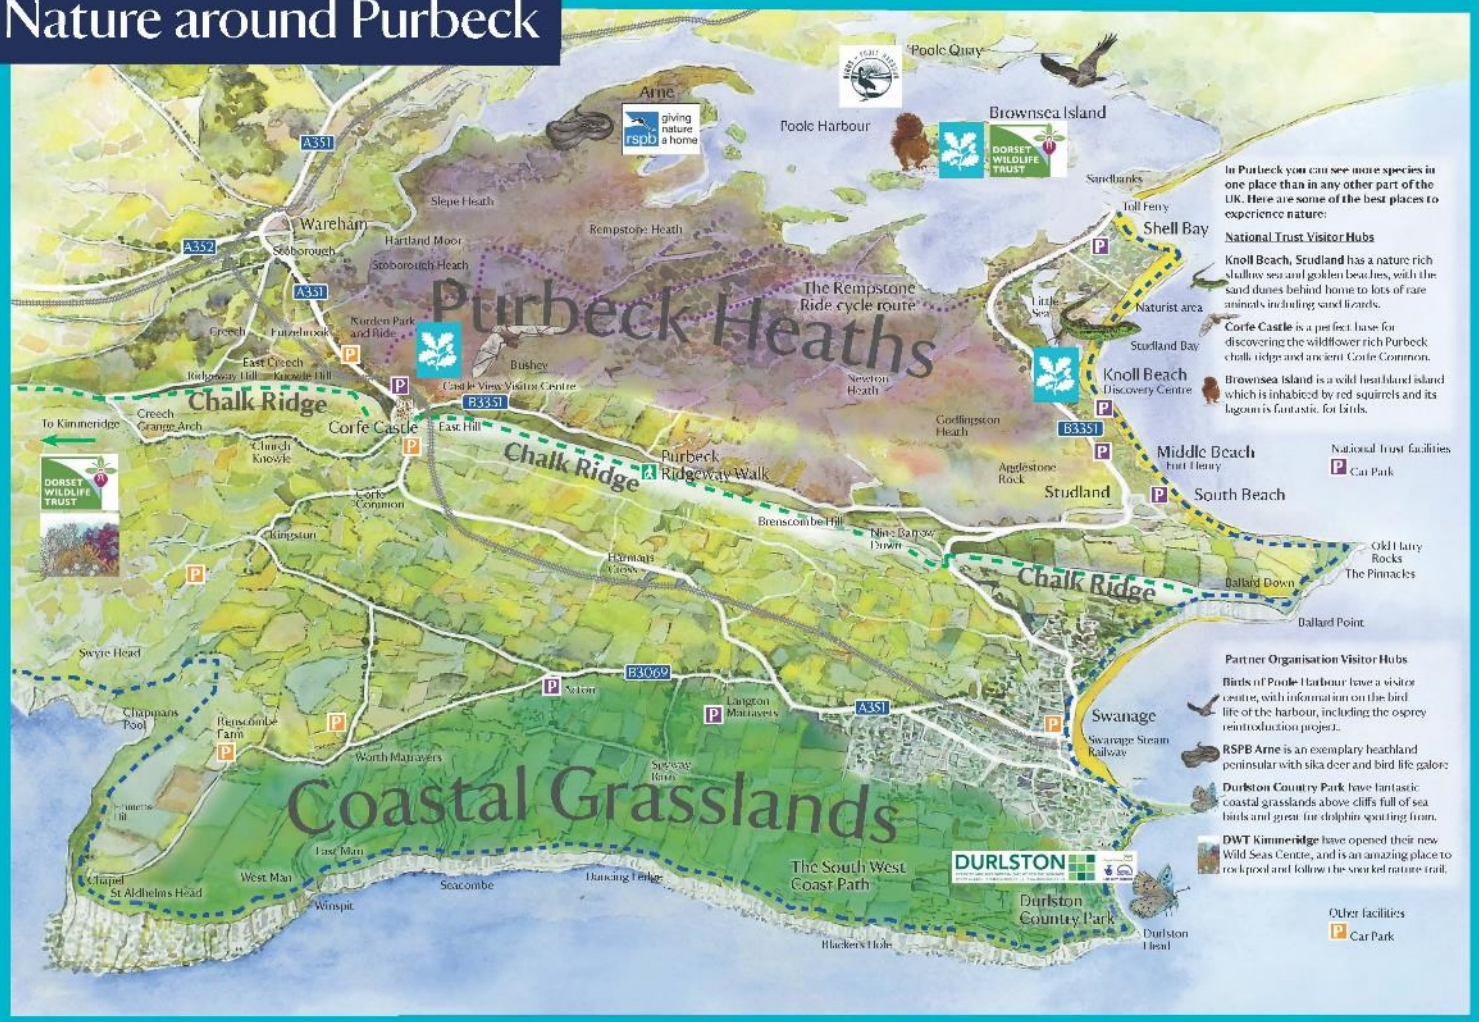 Nature around Purbeck
Poole Quay
Arne
rspb
giving
nature
a home
BIRDS OF POOLE HARBOUR
Poole Harbour
Brownsea Island
DORSET
WILDLIFE
TRUST
A351
Sandbanks
Toll Ferry
Shell Bay
P
Slepe Heath
Wareham
Rempstone Heath
A352
Stoborough
Hartland Moor
Stoborough Heath
Purbeck Heaths
The Rempstone
Ride cycle route
Little
Sea
Naturist area
A351
Creech
Furzebrook
Norden Park
and Ride
P
Studland Bay
East Creech
Ridgeway Hill
Knowle Hill
Bushey
Castle View Visitor Centre
P
Newton
Heath
Knoll Beach
Discovery Centre
P
Chalk Ridge
B3351
To Kimmeridge
Creech
Grange Arch
Corfe Castle
P
East Hill
Godlingston
Heath
B3351
Church
Knowle
Chalk Ridge
Purbeck
Ridgeway Walk
P
Middle Beach
Fort Henry
Agglestone
Rock
Studland
P
South Beach
DORSET
WILDLIFE
TRUST
Corfe
Common
Brenscombe Hill
Nine Barrow
Down
Kingston
Harmans
Cross
Old Harry
Rocks
The Pinnacles
P
Chalk Ridge
Ballard Down
Ballard Point
Swyre Head
B3069
P
Acton
Langton
Matravers
P
A351
Chapmans
Pool
Renscombe
Farm
P
P
P
Swanage
Swanage Steam
Railway
Worth Matravers
Spyway
Barn
Coastal Grasslands
Emmetts
Hill
East Man
West Man
Chapel
St Aldhelms Head
Winspit
Seacombe
Dancing Ledge
The South West
Coast Path
DURLSTON
Durlston
Country Park
Blackers Hole
Durlston
Head
In Purbeck you can see more species in
one place than in any other part of the
UK. Here are some of the best places to
experience nature:
National Trust Visitor Hubs
Knoll Beach, Studland has a nature rich
shallow sea and golden beaches, with the
sand dunes behind home to lots of rare
animals including sand lizards.
Corfe Castle is a perfect base for
discovering the wildflower rich Purbeck
chalk ridge and ancient Corfe Common.
Brownsea Island is a wild heathland island
which is inhabited by red squirrels and its
lagoon is fantastic for birds.
National Trust facilities
P Car Park
Partner Organisation Visitor Hubs
Birds of Poole Harbour have a visitor
centre, with information on the bird
life of the harbour, including the osprey
reintroduction project.
RSPB Arne is an exemplary heathland
peninsular with sika deer and bird life galore
Durlston Country Park have fantastic
coastal grasslands above cliffs full of sea
birds and great for dolphin spotting from.
DWT Kimmeridge have opened their new
Wild Seas Centre, and is an amazing place to
rockpool and follow the snorkel nature trail.
Other facilities
P Car Park